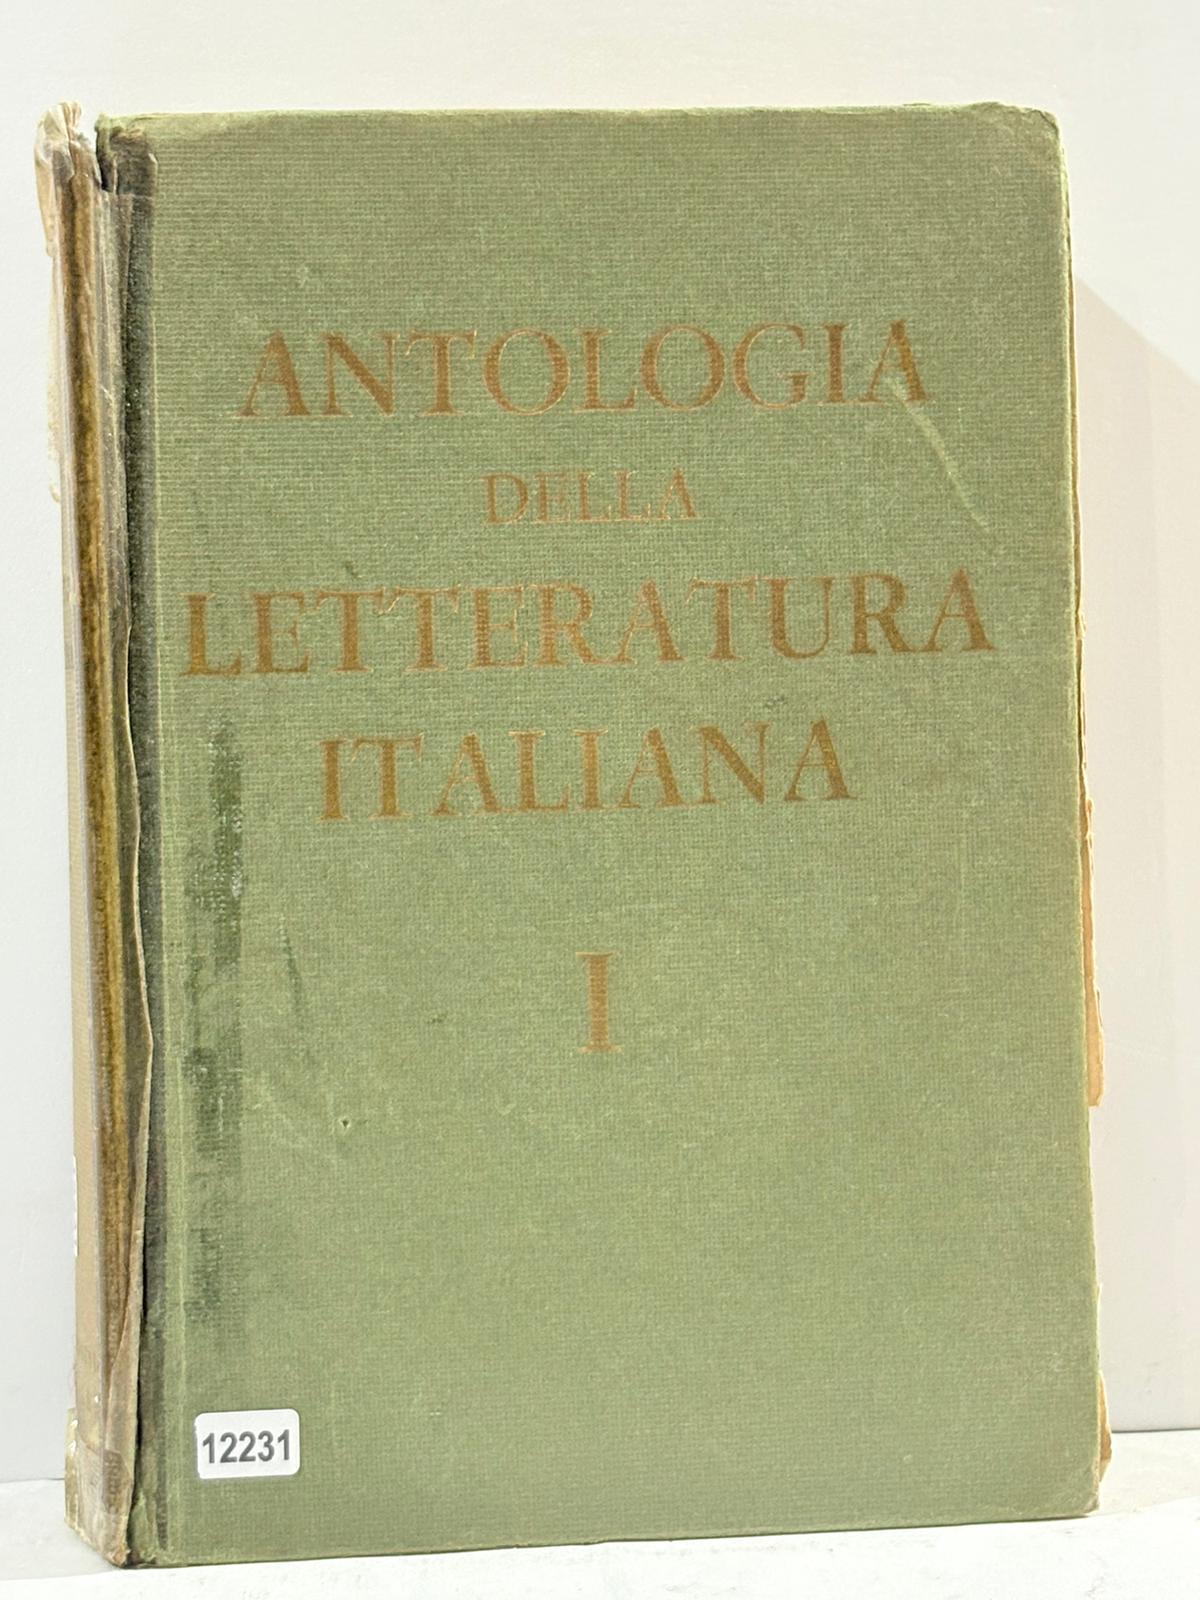 ANTOLOGIA
DELLA
LETTERATURA
ITALIANA
I
12231